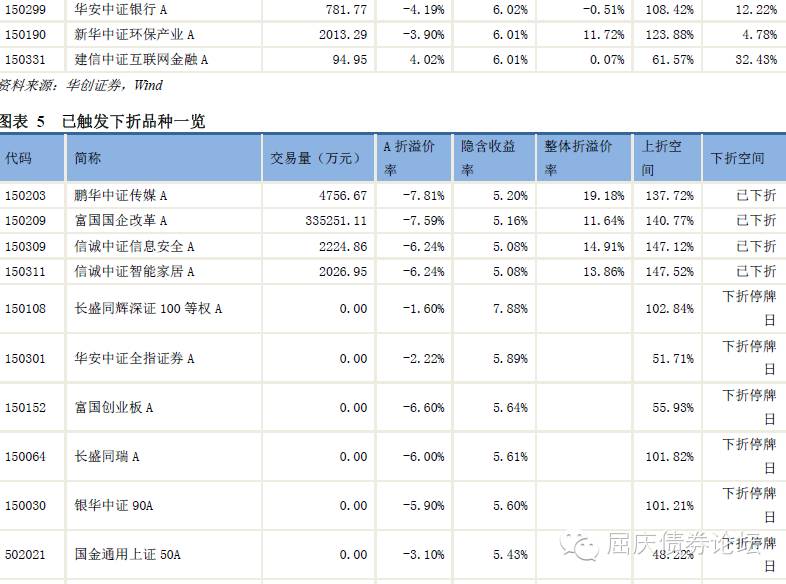 150299 华安中证银行 A 781.77 -4.19% 6.02% -0.51% 108.42% 12.22%
150190 新华中证环保产业 A 2013.29 -3.90% 6.01% 11.72% 123.88% 4.78%
150331 建信中证互联网金融 A 94.95 4.02% 6.01% 0.07% 61.57% 32.43%
资料来源：华创证券，Wind
图表 5 已触发下折品种一览
代码 简称 交易量（万元） A 折溢价率 隐含收益率 整体折溢价率 上折空间 下折空间
150203 鹏华中证传媒 A 4756.67 -7.81% 5.20% 19.18% 137.72% 已下折
150209 富国国企改革 A 335251.11 -7.59% 5.16% 11.64% 140.77% 已下折
150309 信诚中证信息安全 A 2224.86 -6.24% 5.08% 14.91% 147.12% 已下折
150311 信诚中证智能家居 A 2026.95 -6.24% 5.08% 13.86% 147.52% 已下折
150108 长盛同辉深证 100 等权 A 0.00 -1.60% 7.88% 102.84% 下折停牌日
150301 华安中证全指证券 A 0.00 -2.22% 5.89% 51.71% 下折停牌日
150152 富国创业板 A 0.00 -6.60% 5.64% 55.93% 下折停牌日
150064 长盛同瑞 A 0.00 -6.00% 5.61% 101.82% 下折停牌日
150030 银华中证 90A 0.00 -5.90% 5.60% 101.21% 下折停牌日
502021 国金通用上证 50A 0.00 -3.10% 5.43% 48.22% 下折停牌日
屈庆债券论坛